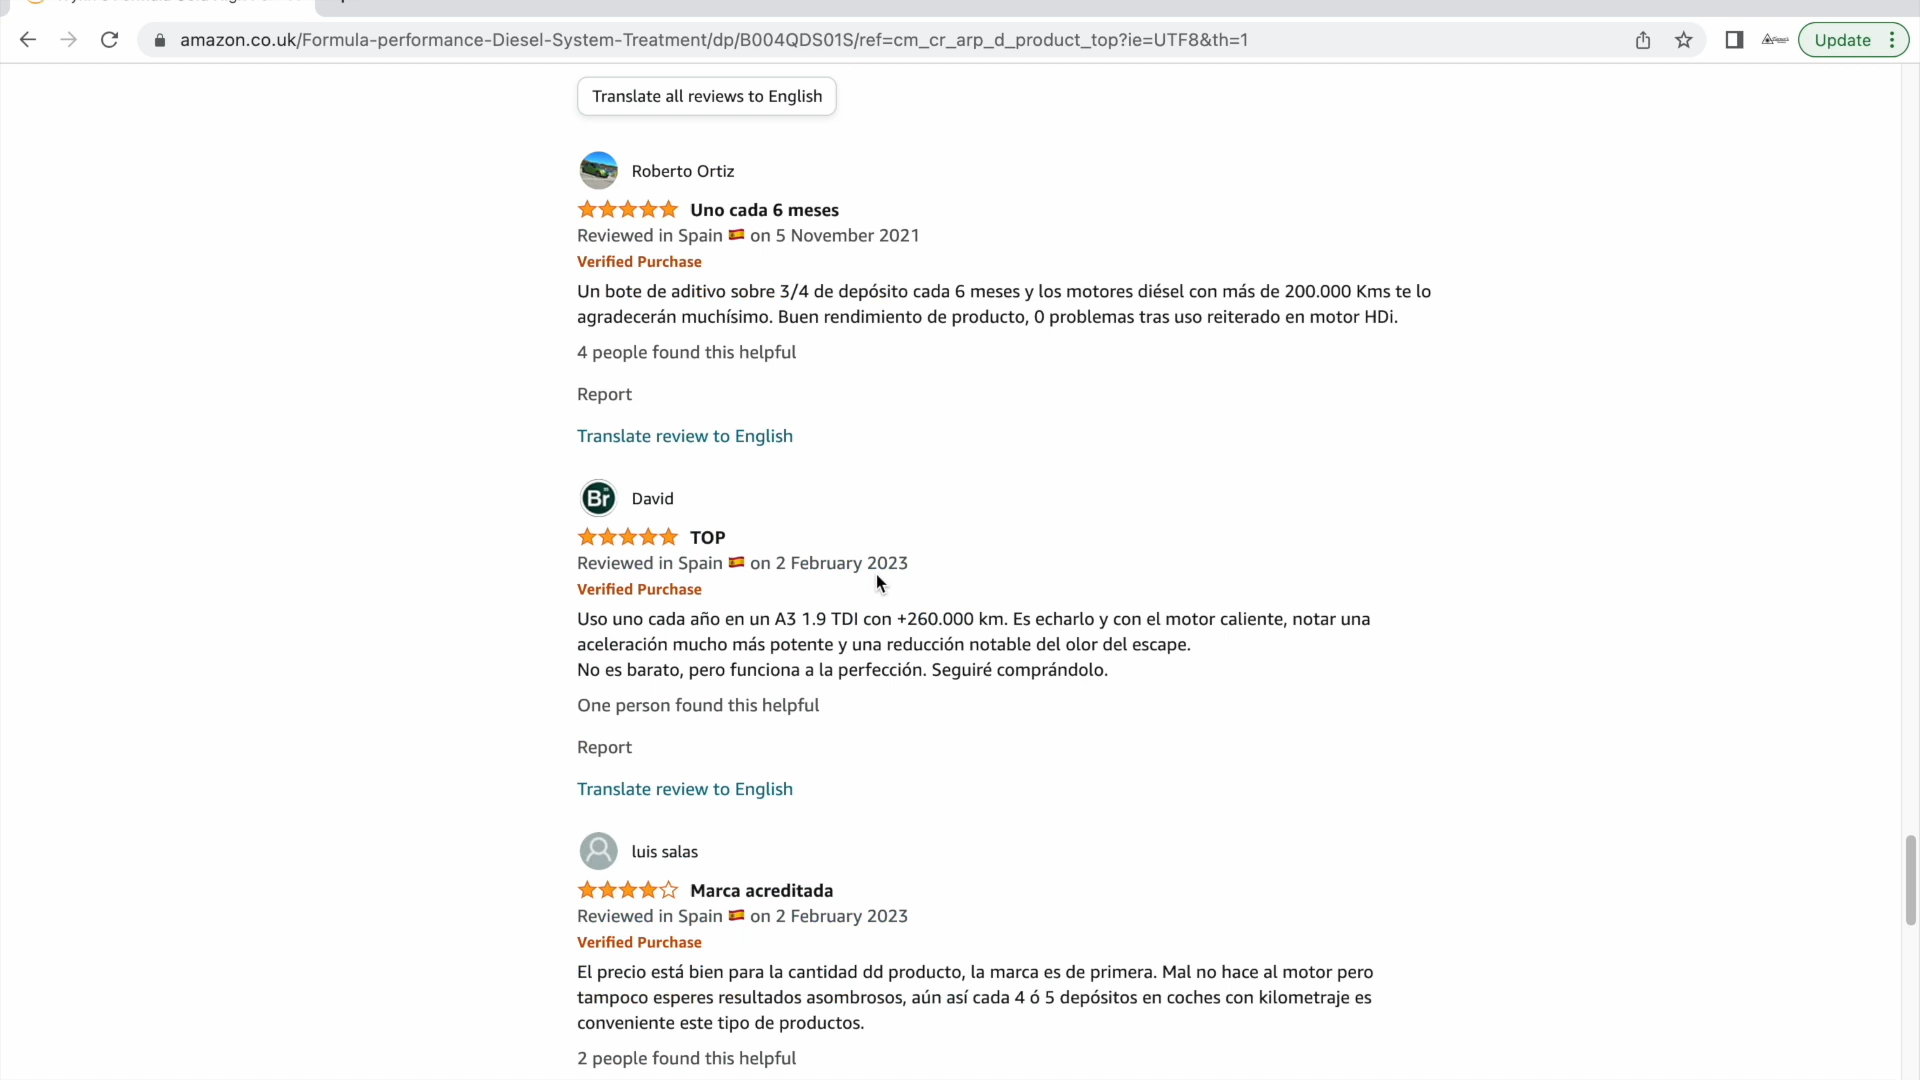 amazon.co.uk/Formula-performance-Diesel-System-Treatment/dp/B004QDS01S/ref=cm_cr_arp_d_product_top?ie=UTF8&th=1
Update
Translate all reviews to English
Roberto Ortiz
Uno cada 6 meses
Reviewed in Spain on 5 November 2021
Verified Purchase
Un bote de aditivo sobre 3/4 de depósito cada 6 meses y los motores diésel con más de 200.000 Kms te lo
agradecerán muchísimo. Buen rendimiento de producto, 0 problemas tras uso reiterado en motor HDi.
4 people found this helpful
Report
Translate review to English
Br
David
TOP
Reviewed in Spain on 2 February 2023
Verified Purchase
Uso uno cada año en un A3 1.9 TDI con +260.000 km. Es echarlo y con el motor caliente, notar una
aceleración mucho más potente y una reducción notable del olor del escape.
No es barato, pero funciona a la perfección. Seguiré comprándolo.
One person found this helpful
Report
Translate review to English
luis salas
Marca acreditada
Reviewed in Spain on 2 February 2023
Verified Purchase
El precio está bien para la cantidad dd producto, la marca es de primera. Mal no hace al motor pero
tampoco esperes resultados asombrosos, aún así cada 4 ó 5 depósitos en coches con kilometraje es
conveniente este tipo de productos.
2 people found this helpful